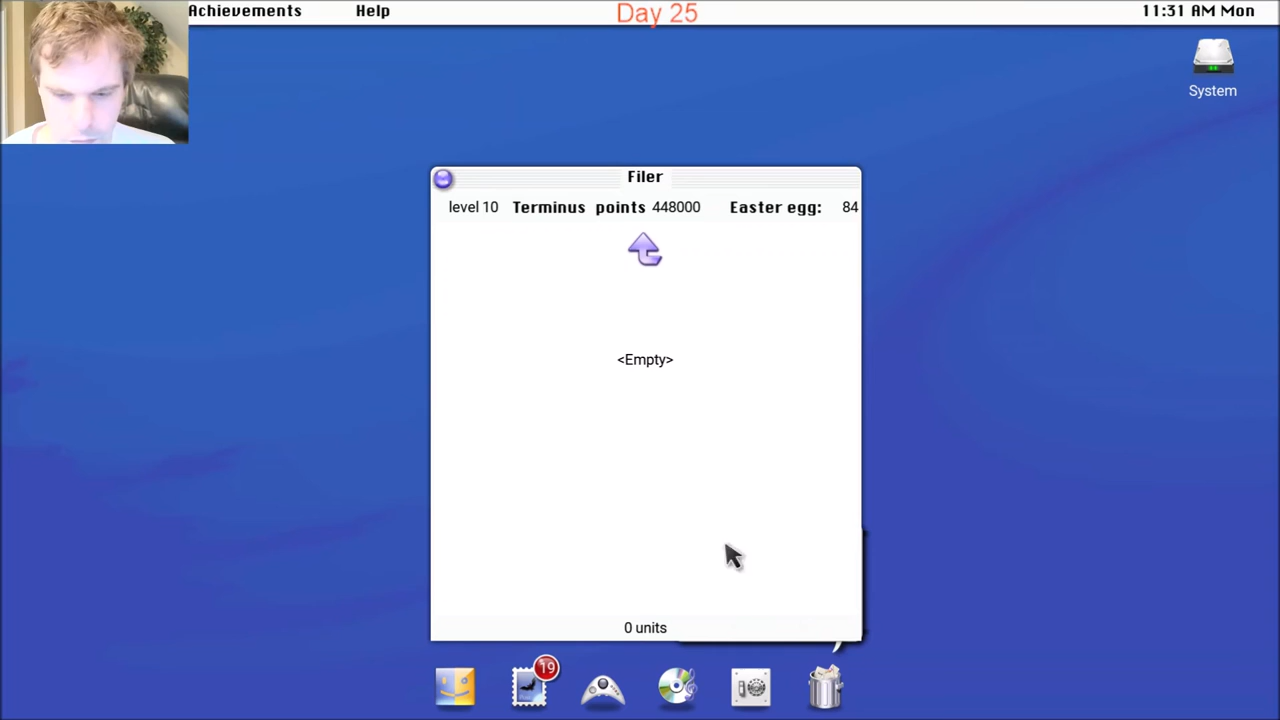 Achievements Help Day 25 11:31 AM Mon
System
Filer
level 10 Terminus points 448000 Easter egg: 84
<Empty>
0 units
19